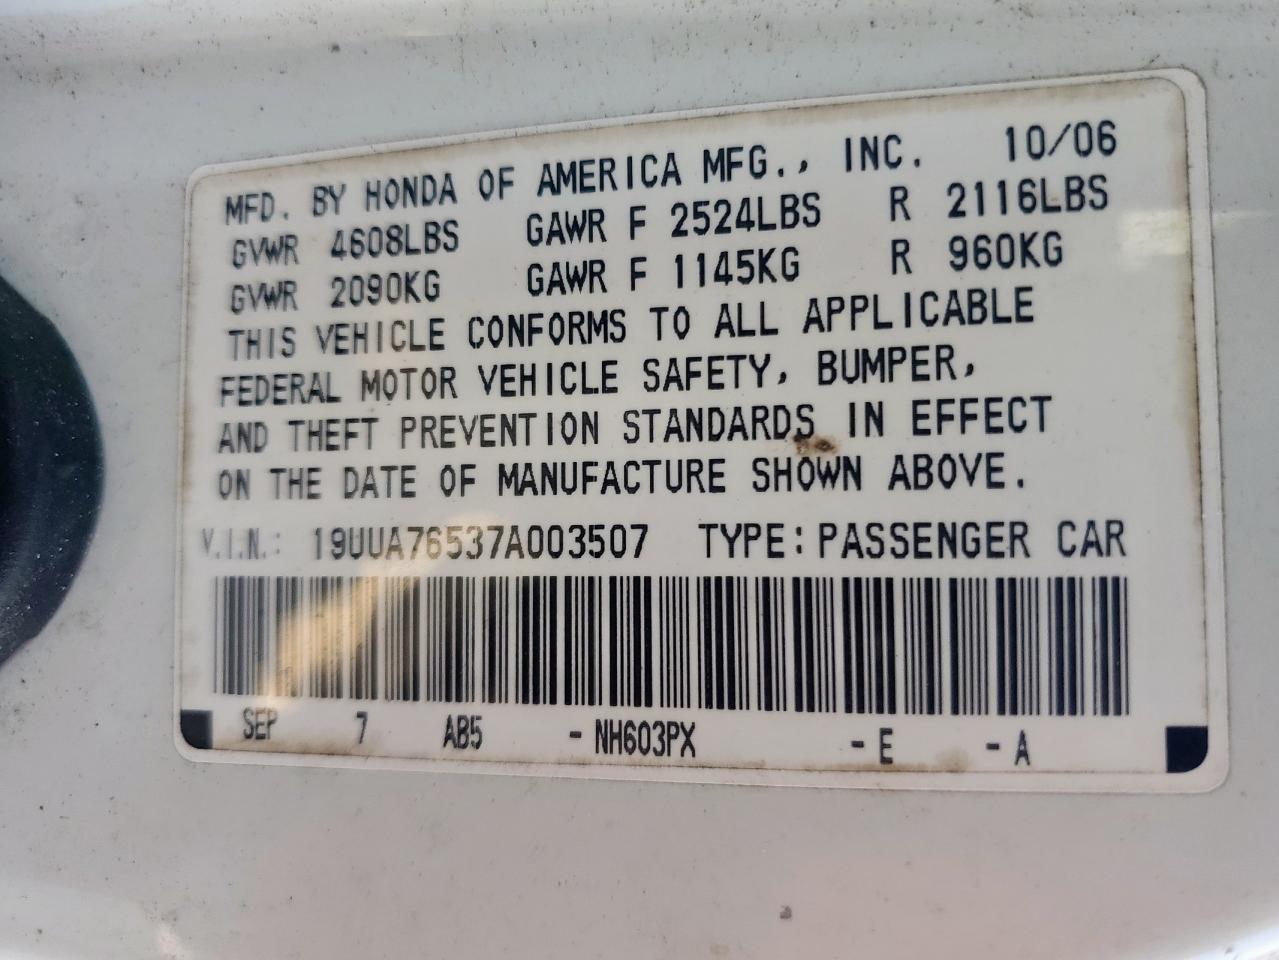 MFD. BY HONDA OF AMERICA MFG., INC. 10/06
GVWR 4608LBS GAWR F 2524LBS R 2116LBS
GVWR 2090KG GAWR F 1145KG R 960KG
THIS VEHICLE CONFORMS TO ALL APPLICABLE
FEDERAL MOTOR VEHICLE SAFETY, BUMPER,
AND THEFT PREVENTION STANDARDS IN EFFECT
ON THE DATE OF MANUFACTURE SHOWN ABOVE.
V.I.N.: 19UUA76537A003507 TYPE: PASSENGER CAR
SEP 7 AB5 - NH603PX - E - A